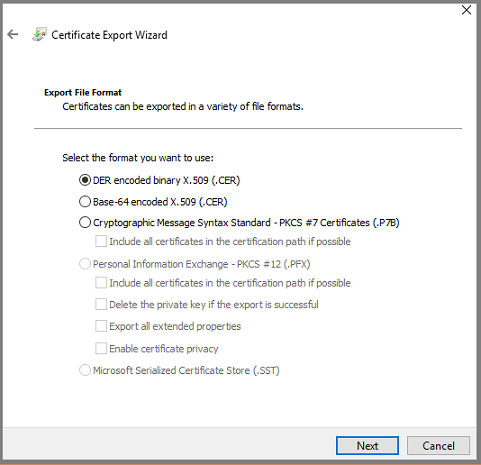 Certificate Export Wizard
Export File Format
Certificates can be exported in a variety of file formats.
Select the format you want to use:
DER encoded binary X.509 (.CER)
Base-64 encoded X.509 (.CER)
Cryptographic Message Syntax Standard - PKCS #7 Certificates (.P7B)
Include all certificates in the certification path if possible
Personal Information Exchange - PKCS #12 (.PFX)
Include all certificates in the certification path if possible
Delete the private key if the export is successful
Export all extended properties
Enable certificate privacy
Microsoft Serialized Certificate Store (.SST)
Next Cancel